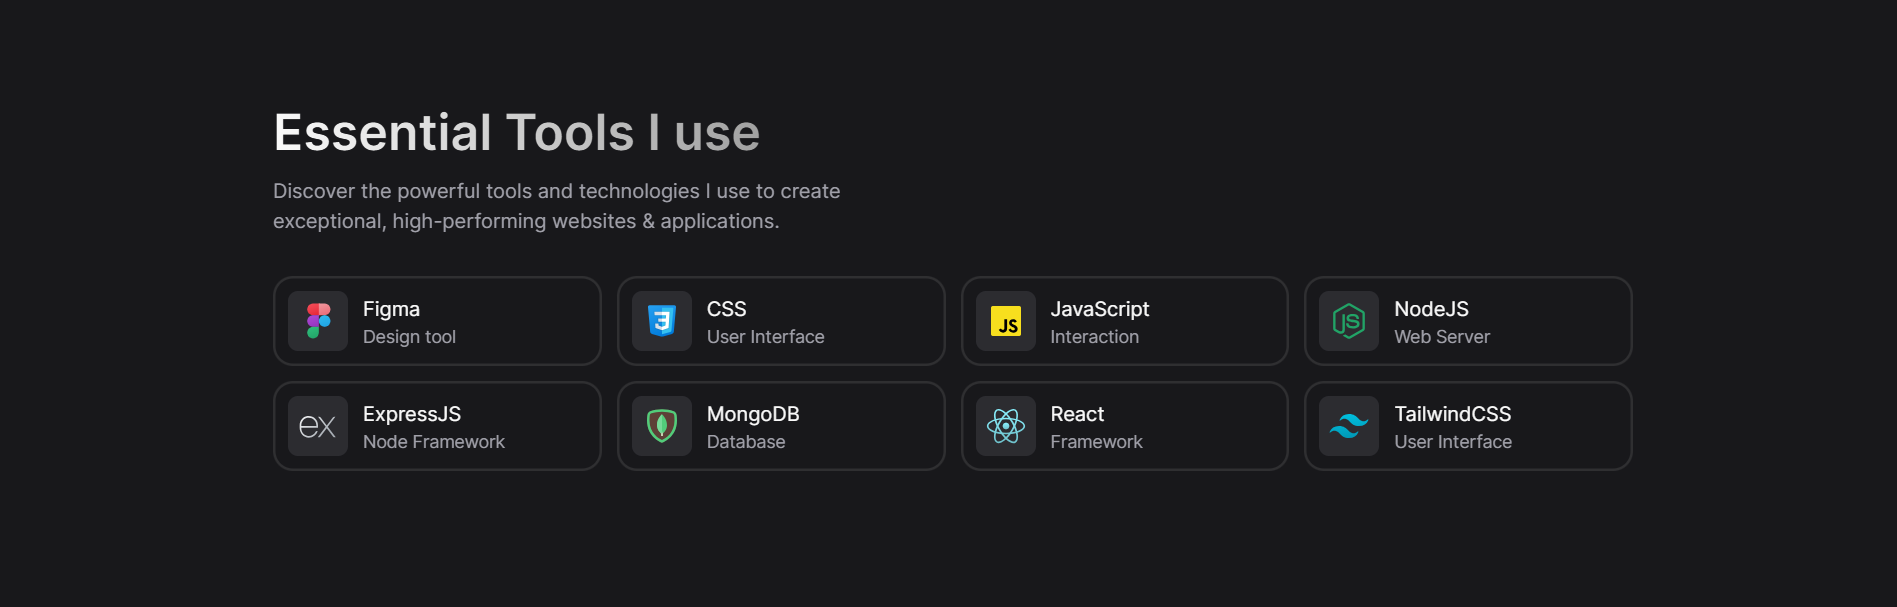 Essential Tools I use
Discover the powerful tools and technologies I use to create
exceptional, high-performing websites & applications.
Figma
Design tool
CSS
User Interface
JS
JavaScript
Interaction
JS
NodeJS
Web Server
ex
ExpressJS
Node Framework
MongoDB
Database
React
Framework
TailwindCSS
User Interface